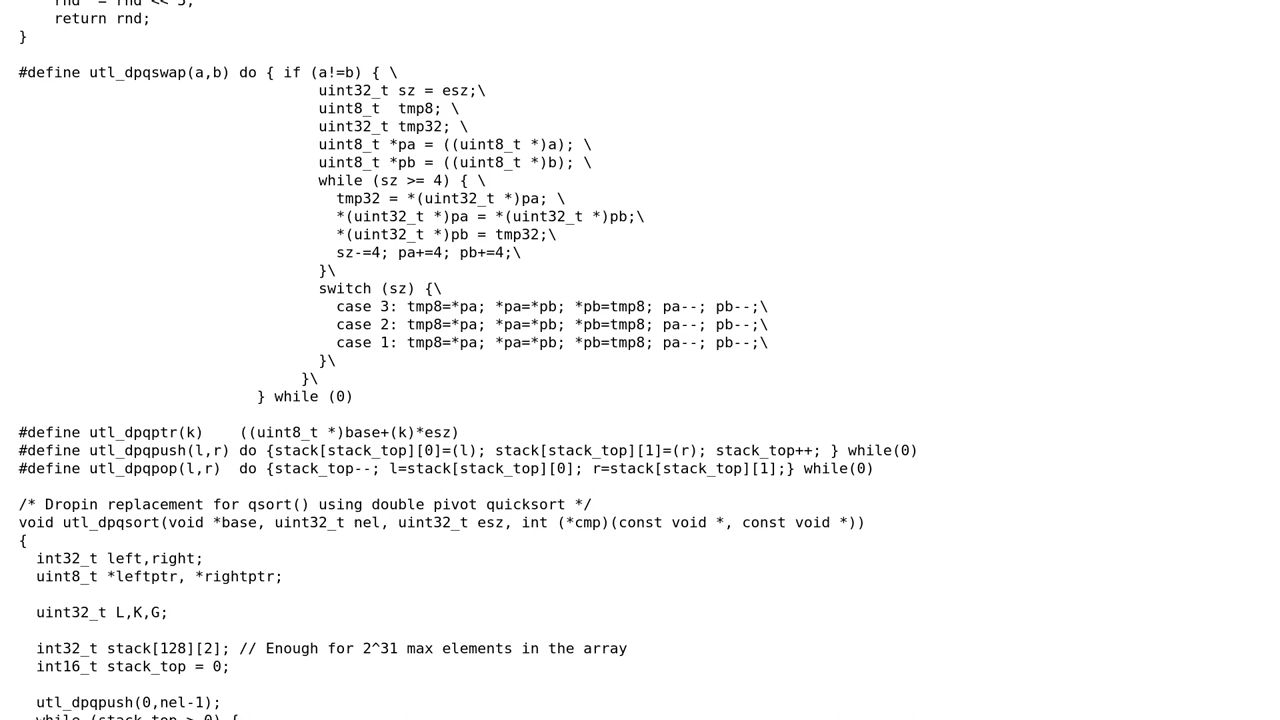 rnd  = rnd << 5;
    return rnd;
}

#define utl_dpqswap(a,b) do { if (a!=b) { \
                                  uint32_t sz = esz;\
                                  uint8_t  tmp8; \
                                  uint32_t tmp32; \
                                  uint8_t *pa = ((uint8_t *)a); \
                                  uint8_t *pb = ((uint8_t *)b); \
                                  while (sz >= 4) { \
                                    tmp32 = *(uint32_t *)pa; \
                                    *(uint32_t *)pa = *(uint32_t *)pb;\
                                    *(uint32_t *)pb = tmp32;\
                                    sz-=4; pa+=4; pb+=4;\
                                  }\
                                  switch (sz) {\
                                    case 3: tmp8=*pa; *pa=*pb; *pb=tmp8; pa--; pb--;\
                                    case 2: tmp8=*pa; *pa=*pb; *pb=tmp8; pa--; pb--;\
                                    case 1: tmp8=*pa; *pa=*pb; *pb=tmp8; pa--; pb--;\
                                  }\
                                }\
                           } while (0)

#define utl_dpqptr(k)    ((uint8_t *)base+(k)*esz)
#define utl_dpqpush(l,r) do {stack[stack_top][0]=(l); stack[stack_top][1]=(r); stack_top++; } while(0)
#define utl_dpqpop(l,r)  do {stack_top--; l=stack[stack_top][0]; r=stack[stack_top][1];} while(0)

/* Dropin replacement for qsort() using double pivot quicksort */
void utl_dpqsort(void *base, uint32_t nel, uint32_t esz, int (*cmp)(const void *, const void *))
{
  int32_t left,right;
  uint8_t *leftptr, *rightptr;

  uint32_t L,K,G;

  int32_t stack[128][2]; // Enough for 2^31 max elements in the array
  int16_t stack_top = 0;

  utl_dpqpush(0,nel-1);
  while (stack_top > 0) {